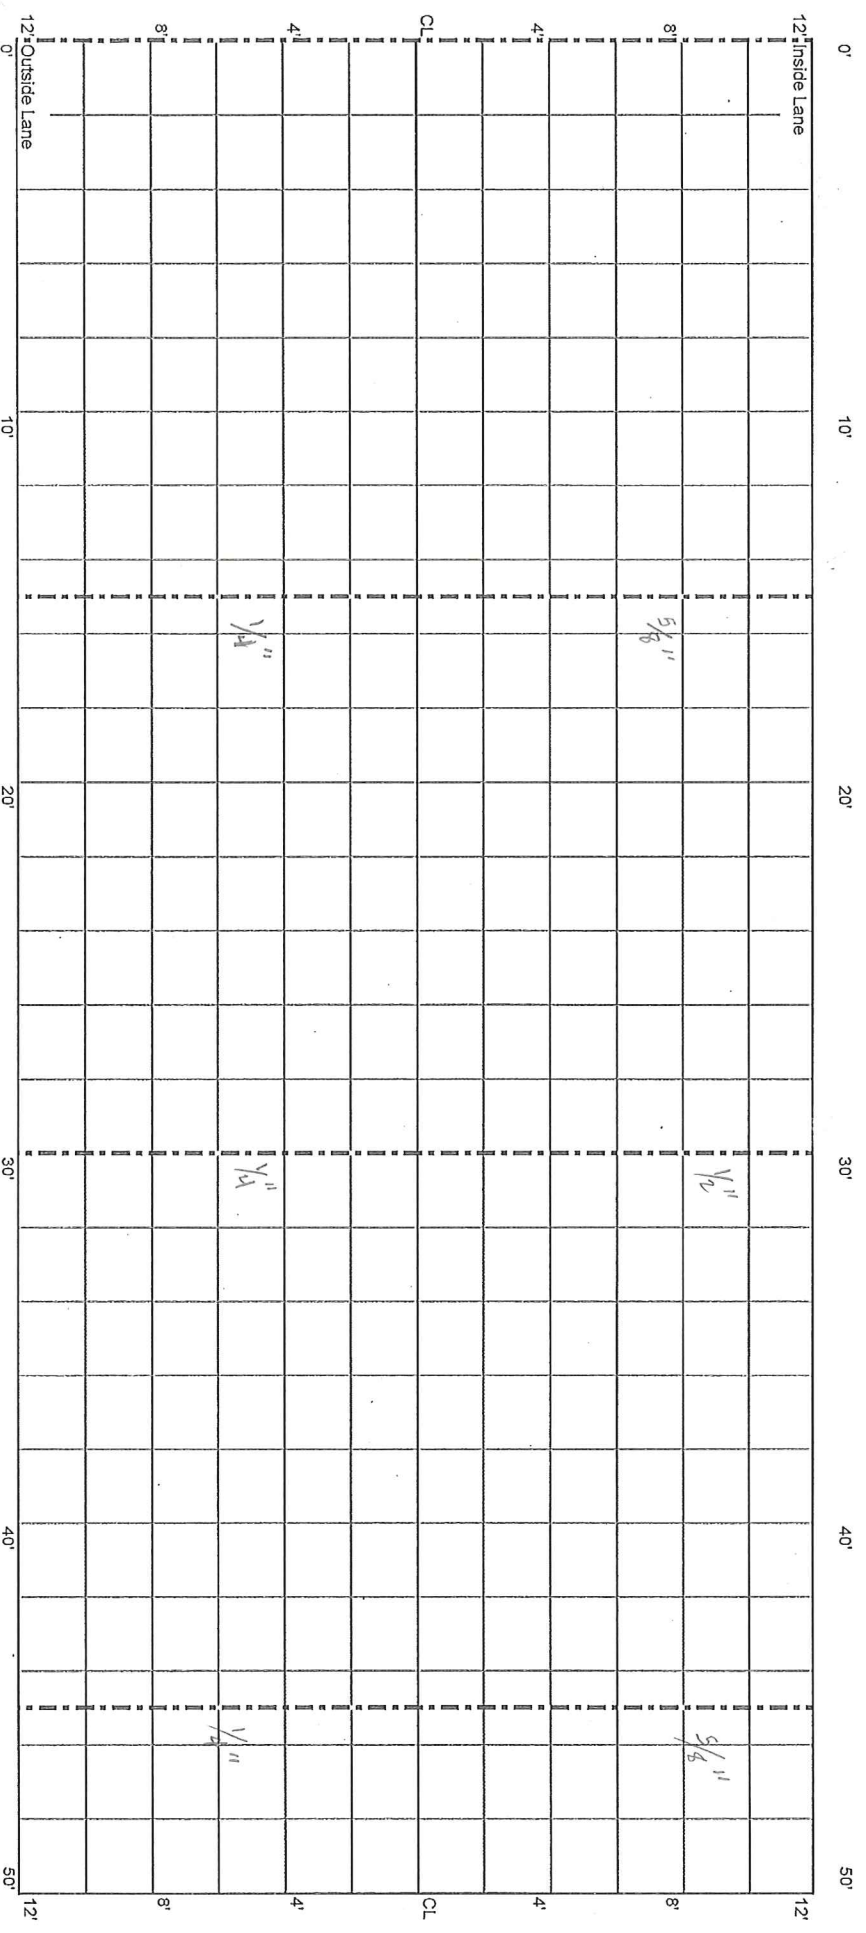 0' 10' 20' 30' 40' 50'
12' Inside Lane 12'
8' 8'
5/8" 1/2" 5/8"
4' 4'
CL CL
4' 4'
1/4" 1/4" 1/4"
8' 8'
12' Outside Lane 12'
0' 10' 20' 30' 40' 50'